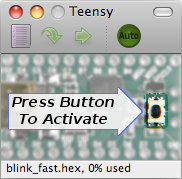 Teensy
Auto
Press Button
To Activate
blink_fast.hex, 0% used